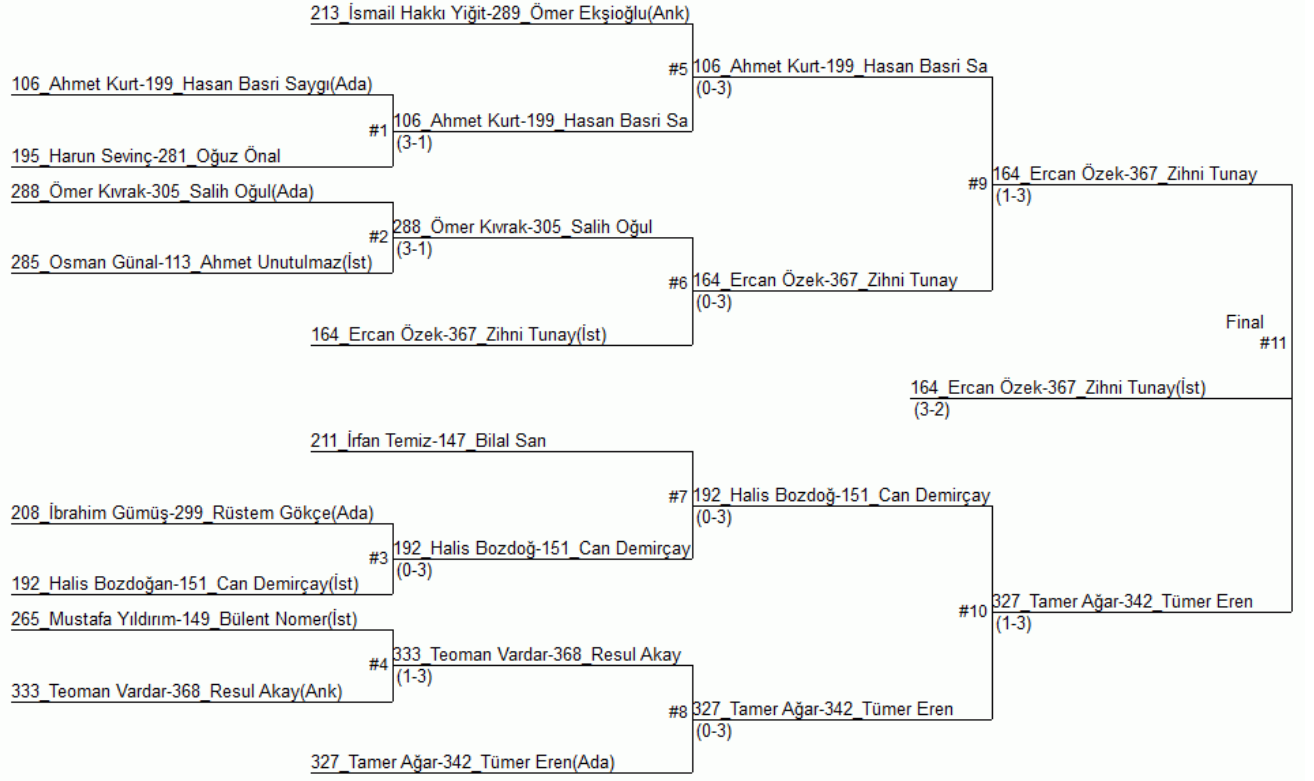 213_İsmail Hakkı Yiğit-289_Ömer Ekşioğlu(Ank)
#5 106_Ahmet Kurt-199_Hasan Basri Sa
(0-3)
106_Ahmet Kurt-199_Hasan Basri Saygı(Ada)
#1 106_Ahmet Kurt-199_Hasan Basri Sa
(3-1)
195_Harun Sevinç-281_Oğuz Önal
#9 164_Ercan Özek-367_Zihni Tunay
(1-3)
288_Ömer Kıvrak-305_Salih Oğul(Ada)
#2 288_Ömer Kıvrak-305_Salih Oğul
(3-1)
285_Osman Günal-113_Ahmet Unutulmaz(İst)
#6 164_Ercan Özek-367_Zihni Tunay
(0-3)
164_Ercan Özek-367_Zihni Tunay(İst)
Final
#11
164_Ercan Özek-367_Zihni Tunay(İst)
(3-2)
211_İrfan Temiz-147_Bilal San
#7 192_Halis Bozdoğ-151_Can Demirçay
(0-3)
208_İbrahim Gümüş-299_Rüstem Gökçe(Ada)
#3 192_Halis Bozdoğ-151_Can Demirçay
(0-3)
192_Halis Bozdoğan-151_Can Demirçay(İst)
#10 327_Tamer Ağar-342_Tümer Eren
(1-3)
265_Mustafa Yıldırım-149_Bülent Nomer(İst)
#4 333_Teoman Vardar-368_Resul Akay
(1-3)
333_Teoman Vardar-368_Resul Akay(Ank)
#8 327_Tamer Ağar-342_Tümer Eren
(0-3)
327_Tamer Ağar-342_Tümer Eren(Ada)